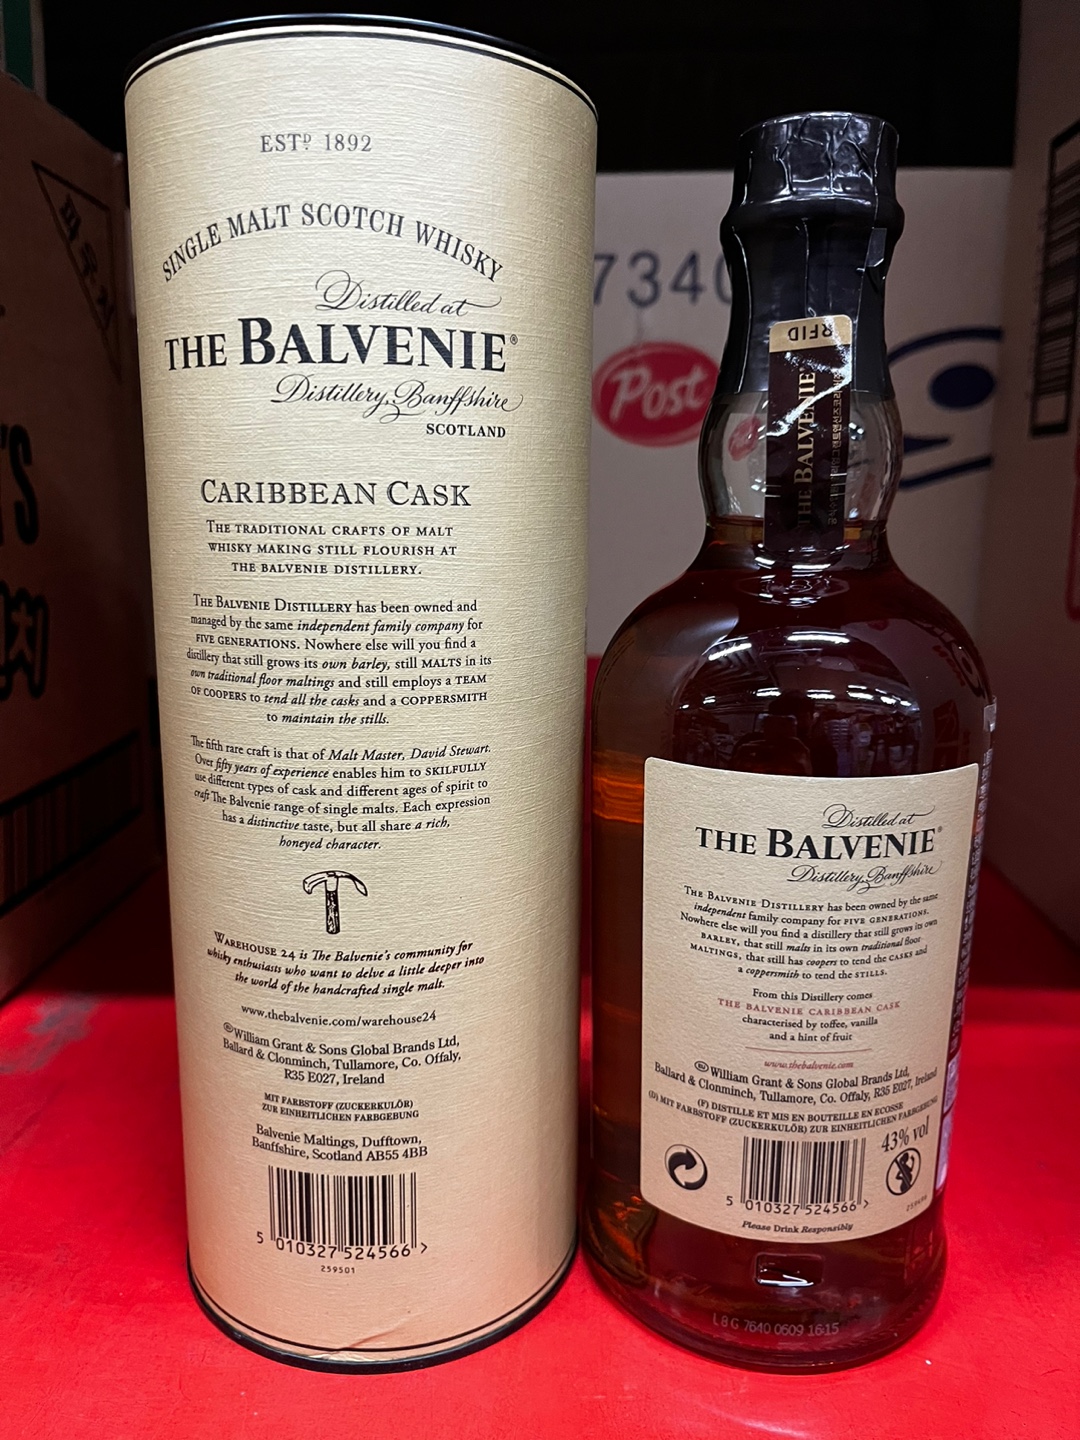 ESTD 1892
SINGLE MALT SCOTCH WHISKY
Distilled at
THE BALVENIE®
Distillery, Banffshire
SCOTLAND
CARIBBEAN CASK
THE TRADITIONAL CRAFTS OF MALT
WHISKY MAKING STILL FLOURISH AT
THE BALVENIE DISTILLERY.
THE BALVENIE DISTILLERY has been owned and
managed by the same independent family company for
FIVE GENERATIONS. Nowhere else will you find a
distillery that still grows its own barley, still MALTS in its
own traditional floor maltings and still employs a TEAM
OF COOPERS to tend all the casks and a COPPERSMITH
to maintain the stills.
The fifth rare craft is that of Malt Master, David Stewart.
Over fifty years of experience enables him to SKILFULLY
use different types of cask and different ages of spirit to
craft The Balvenie range of single malts. Each expression
has a distinctive taste, but all share a rich,
honeyed character.
WAREHOUSE 24 is The Balvenie's community for
whisky enthusiasts who want to delve a little deeper into
the world of the handcrafted single malt.
www.thebalvenie.com/warehouse24
William Grant & Sons Global Brands Ltd,
Ballard & Clonminch, Tullamore, Co. Offaly,
R35 E027, Ireland
MIT FARBSTOFF (ZUCKERKULÖR)
ZUR EINHEITLICHEN FARBGEBUNG
Balvenie Maltings, Dufftown,
Banffshire, Scotland AB55 4BB
5 010327 524566 >
259501
7340
Post
RFID
THE BALVENIE
Distilled at
THE BALVENIE®
Distillery, Banffshire
THE BALVENIE DISTILLERY has been owned by the same
independent family company for FIVE GENERATIONS.
Nowhere else will you find a distillery that still grows its own
BARLEY, that still malts in its own traditional floor
MALTINGS, that still has coopers to tend the CASKS and
a coppersmith to tend the STILLS.
From this Distillery comes
THE BALVENIE CARIBBEAN CASK
characterised by toffee, vanilla
and a hint of fruit
www.thebalvenie.com
William Grant & Sons Global Brands Ltd,
Ballard & Clonminch, Tullamore, Co. Offaly, R35 E027, Ireland
(F) DISTILLE ET MIS EN BOUTEILLE EN ECOSSE
(D) MIT FARBSTOFF (ZUCKERKULÖR) ZUR EINHEITLICHEN FARBGEBUNG
43% vol
5 010327 524566 >
Please Drink Responsibly
L8G 7640 0609 16:15